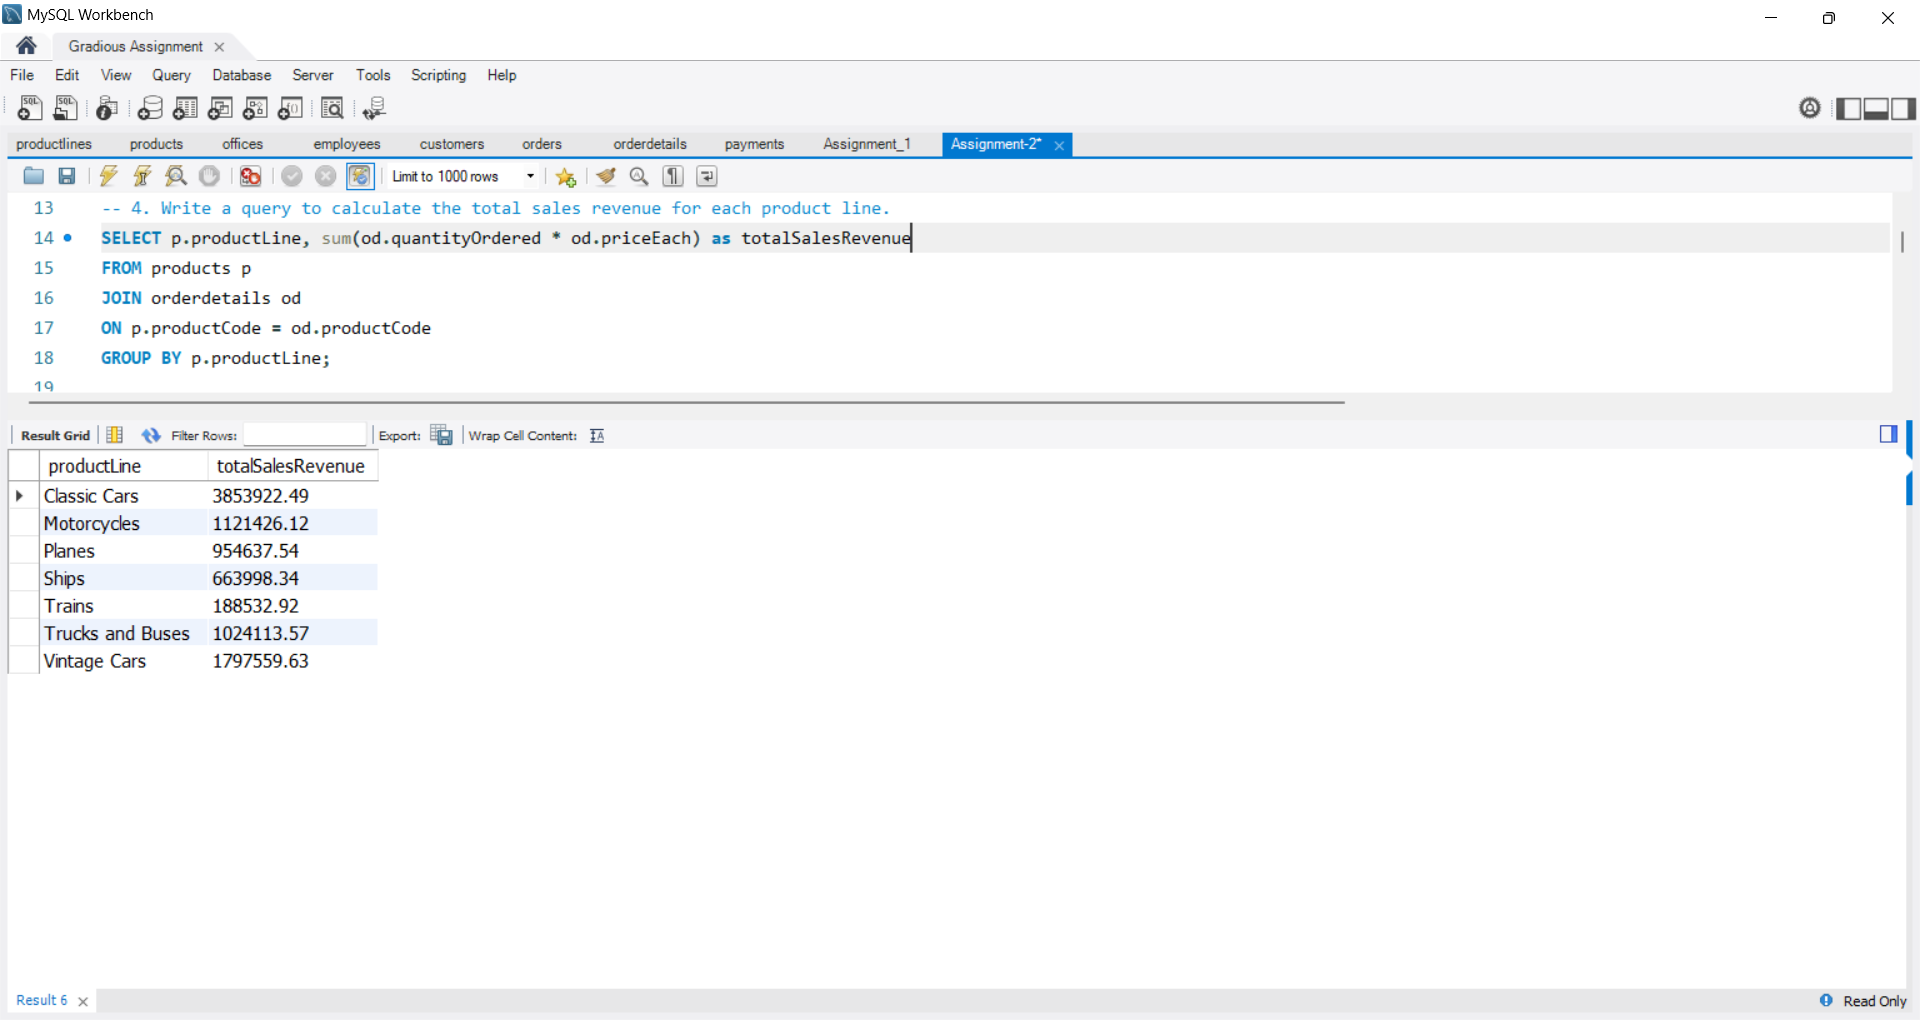 MySQL Workbench
Gradious Assignment
File Edit View Query Database Server Tools Scripting Help
productlines products offices employees customers orders orderdetails payments Assignment_1 Assignment-2*
Limit to 1000 rows
13 -- 4. Write a query to calculate the total sales revenue for each product line.
14 SELECT p.productLine, sum(od.quantityOrdered * od.priceEach) as totalSalesRevenue
15 FROM products p
16 JOIN orderdetails od
17 ON p.productCode = od.productCode
18 GROUP BY p.productLine;
19
Result Grid Filter Rows: Export: Wrap Cell Content:
productLine totalSalesRevenue
Classic Cars 3853922.49
Motorcycles 1121426.12
Planes 954637.54
Ships 663998.34
Trains 188532.92
Trucks and Buses 1024113.57
Vintage Cars 1797559.63
Result 6 Read Only